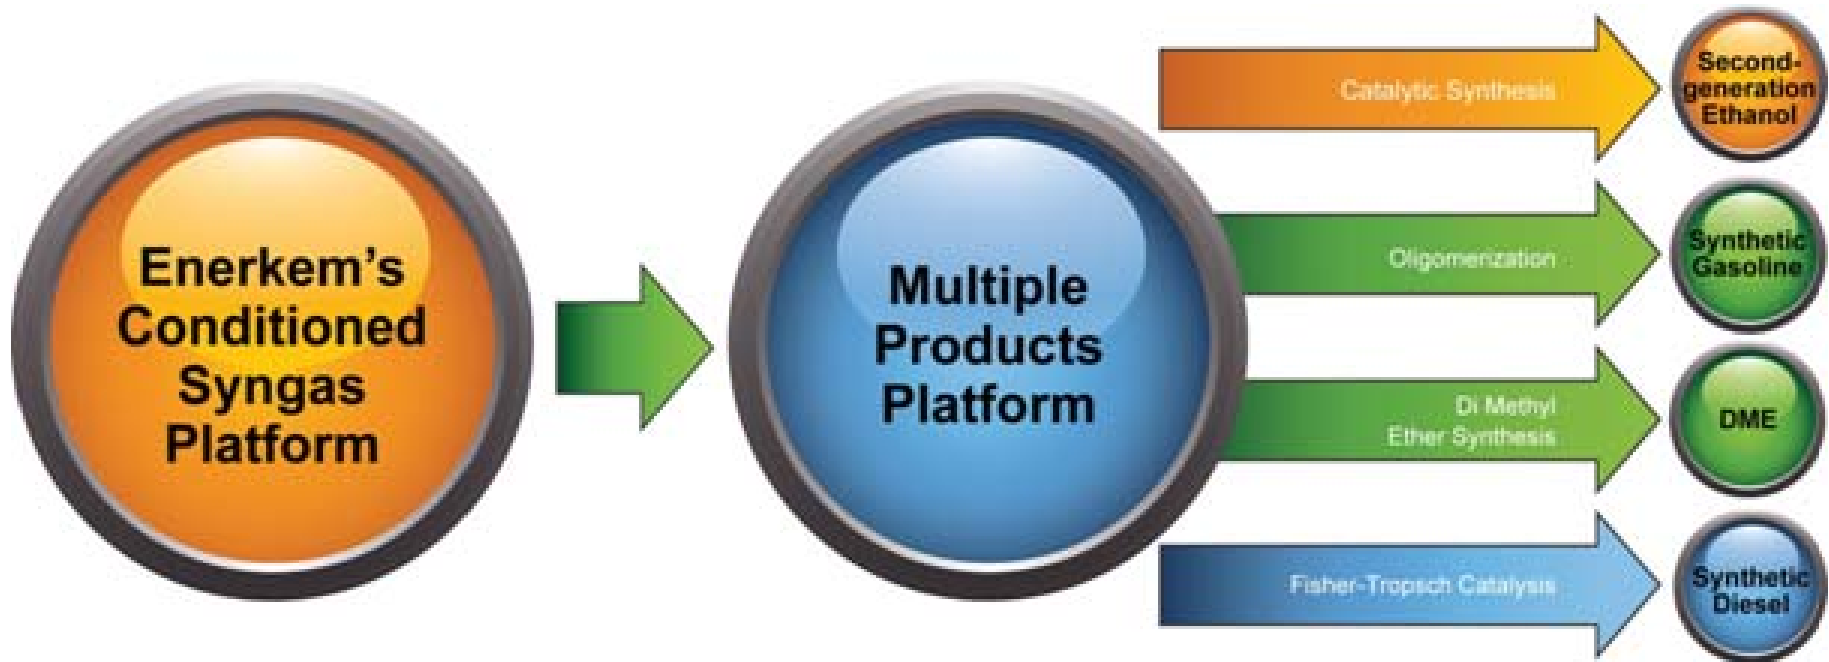 Enerkem's
Conditioned
Syngas
Platform
Multiple
Products
Platform
Catalytic Synthesis
Second-
generation
Ethanol
Oligomerization
Synthetic
Gasoline
Di Methyl
Ether Synthesis
DME
Fisher-Tropsch Catalysis
Synthetic
Diesel